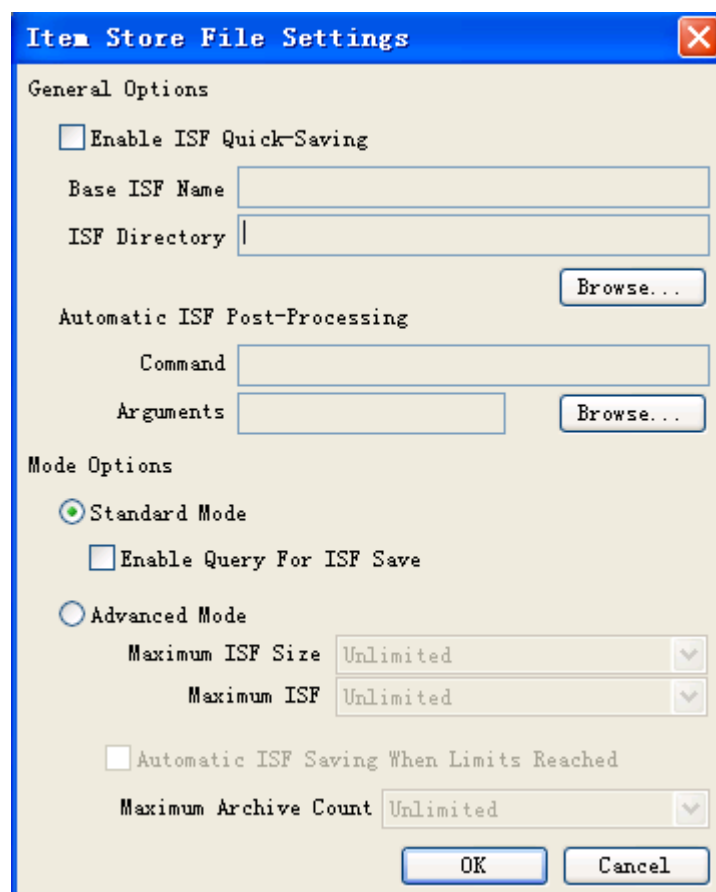 Item Store File Settings
General Options
Enable ISF Quick-Saving
Base ISF Name
ISF Directory
Browse...
Automatic ISF Post-Processing
Command
Arguments
Browse...
Mode Options
Standard Mode
Enable Query For ISF Save
Advanced Mode
Maximum ISF Size Unlimited
Maximum ISF Unlimited
Automatic ISF Saving When Limits Reached
Maximum Archive Count Unlimited
OK Cancel